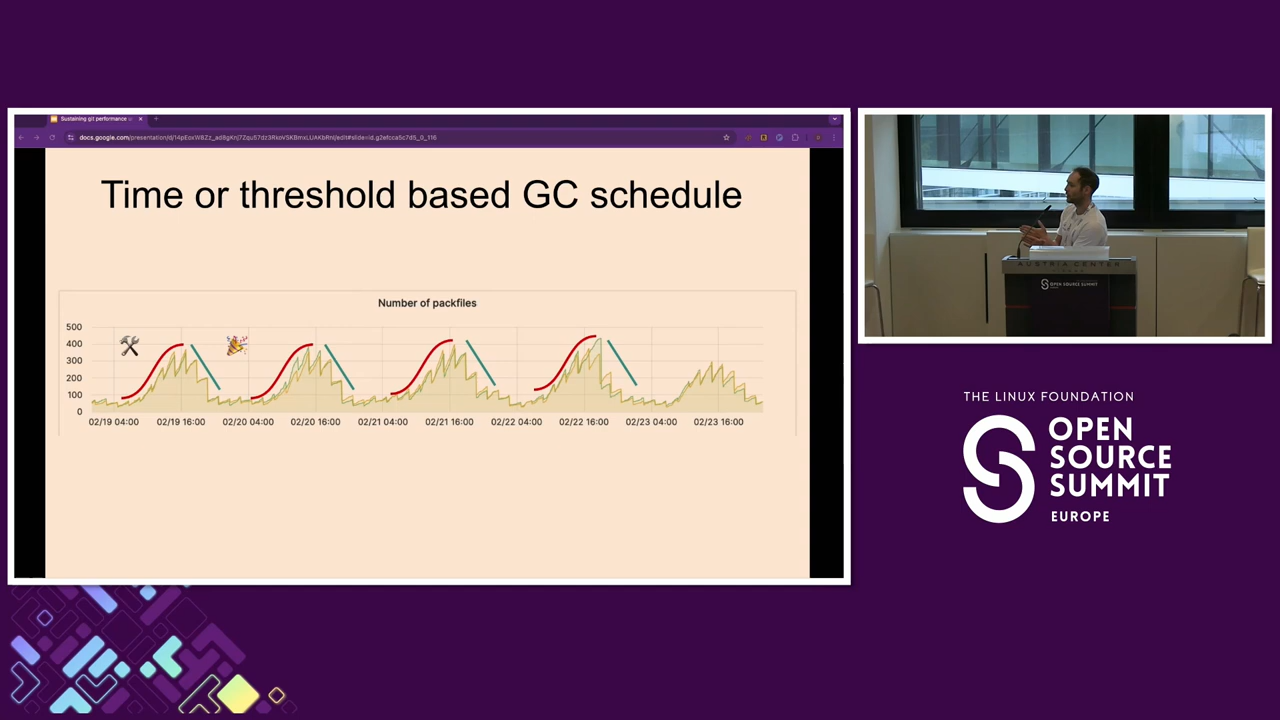 Sustaining git performance
Time or threshold based GC schedule
Number of packfiles
500
400
300
200
100
0
02/19 04:00 02/19 16:00 02/20 04:00 02/20 16:00 02/21 04:00 02/21 16:00 02/22 04:00 02/22 16:00 02/23 04:00 02/23 16:00
AUSTRIA CENTER
OPEN SOURCE SUMMIT
THE LINUX FOUNDATION
OPEN
SOURCE
SUMMIT
EUROPE